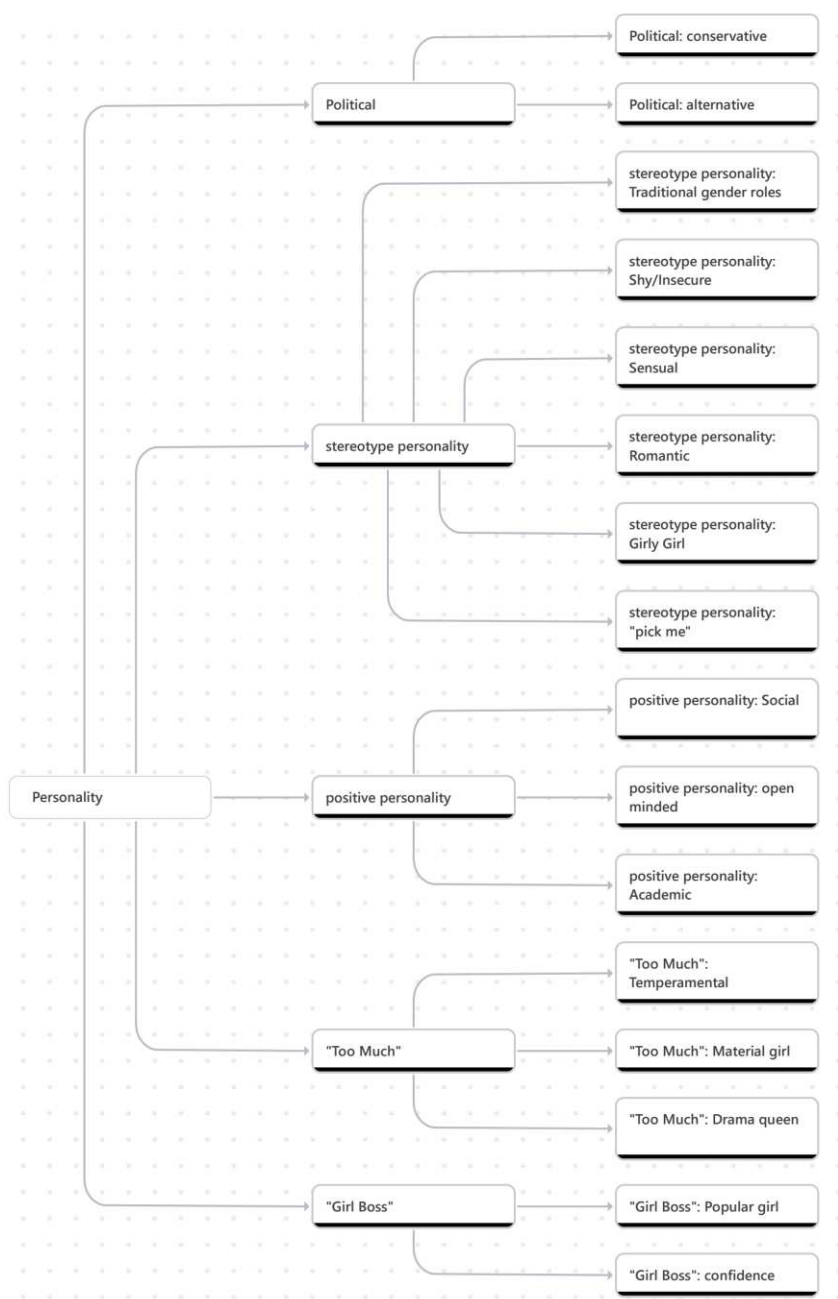 Political: conservative
Political
Political: alternative
stereotype personality:
Traditional gender roles
stereotype personality:
Shy/Insecure
stereotype personality:
Sensual
stereotype personality
stereotype personality:
Romantic
stereotype personality:
Girly Girl
stereotype personality:
"pick me"
positive personality: Social
Personality
positive personality
positive personality: open
minded
positive personality:
Academic
"Too Much":
Temperamental
"Too Much"
"Too Much": Material girl
"Too Much": Drama queen
"Girl Boss"
"Girl Boss": Popular girl
"Girl Boss": confidence